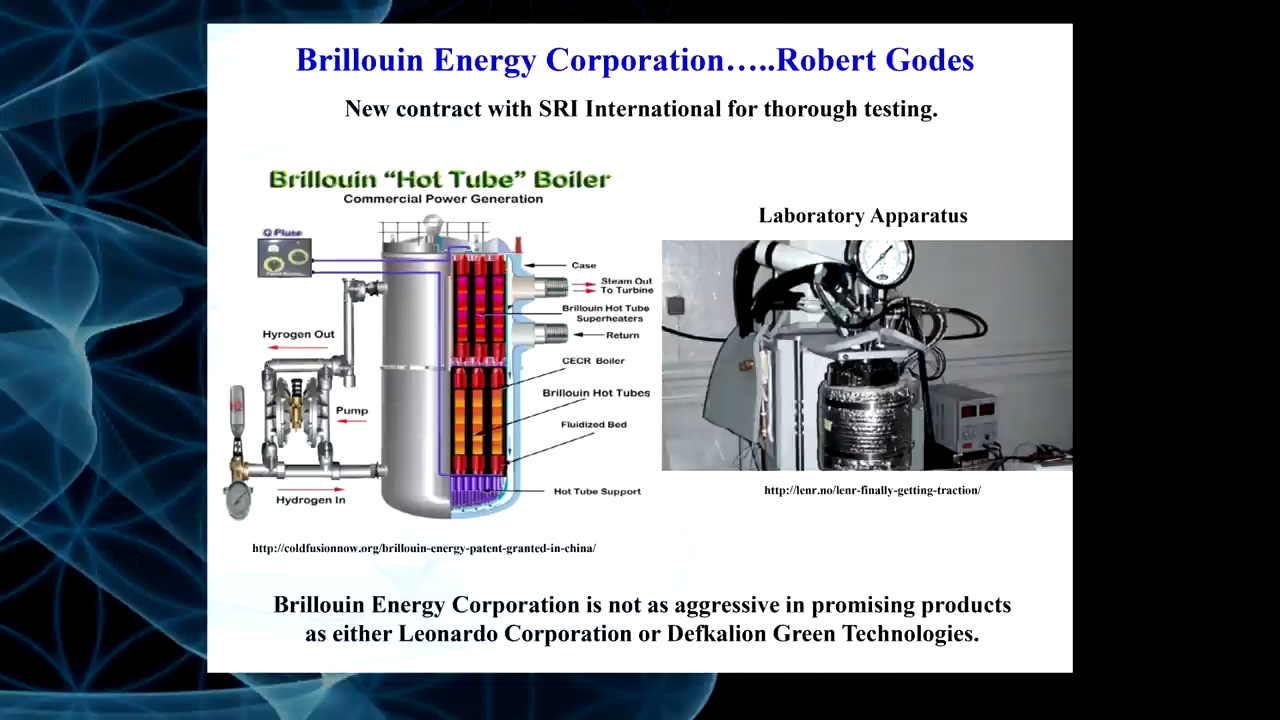 Brillouin Energy Corporation…..Robert Godes
New contract with SRI International for thorough testing.
Brillouin “Hot Tube” Boiler
Commercial Power Generation
Laboratory Apparatus
Q Pluse
Case
Steam Out
To Turbine
Brillouin Hot Tube
Superheaters
Hyrogen Out
Return
CECR Boiler
Brillouin Hot Tubes
H2
Pump
Fluidized Bed
Hot Tube Support
Hydrogen In
http://lenr.no/lenr-finally-getting-traction/
http://coldfusionnow.org/brillouin-energy-patent-granted-in-china/
Brillouin Energy Corporation is not as aggressive in promising products
as either Leonardo Corporation or Defkalion Green Technologies.